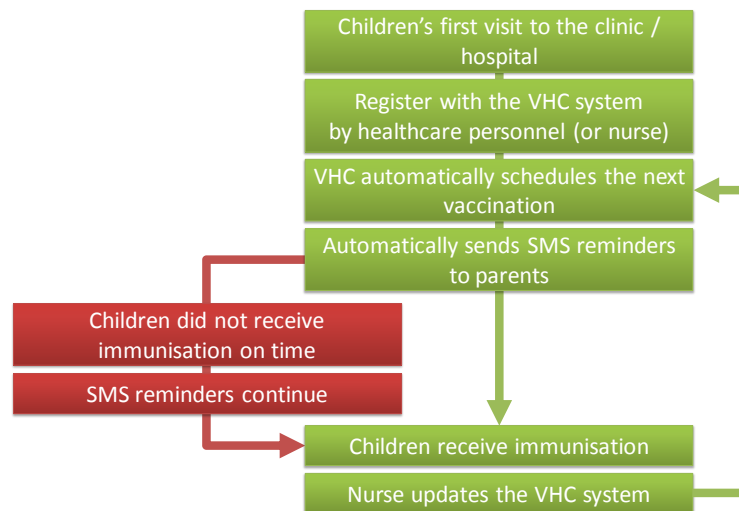 Children’s first visit to the clinic /
hospital
Register with the VHC system
by healthcare personnel (or nurse)
VHC automatically schedules the next
vaccination
Automatically sends SMS reminders
to parents
Children did not receive
immunisation on time
SMS reminders continue
Children receive immunisation
Nurse updates the VHC system